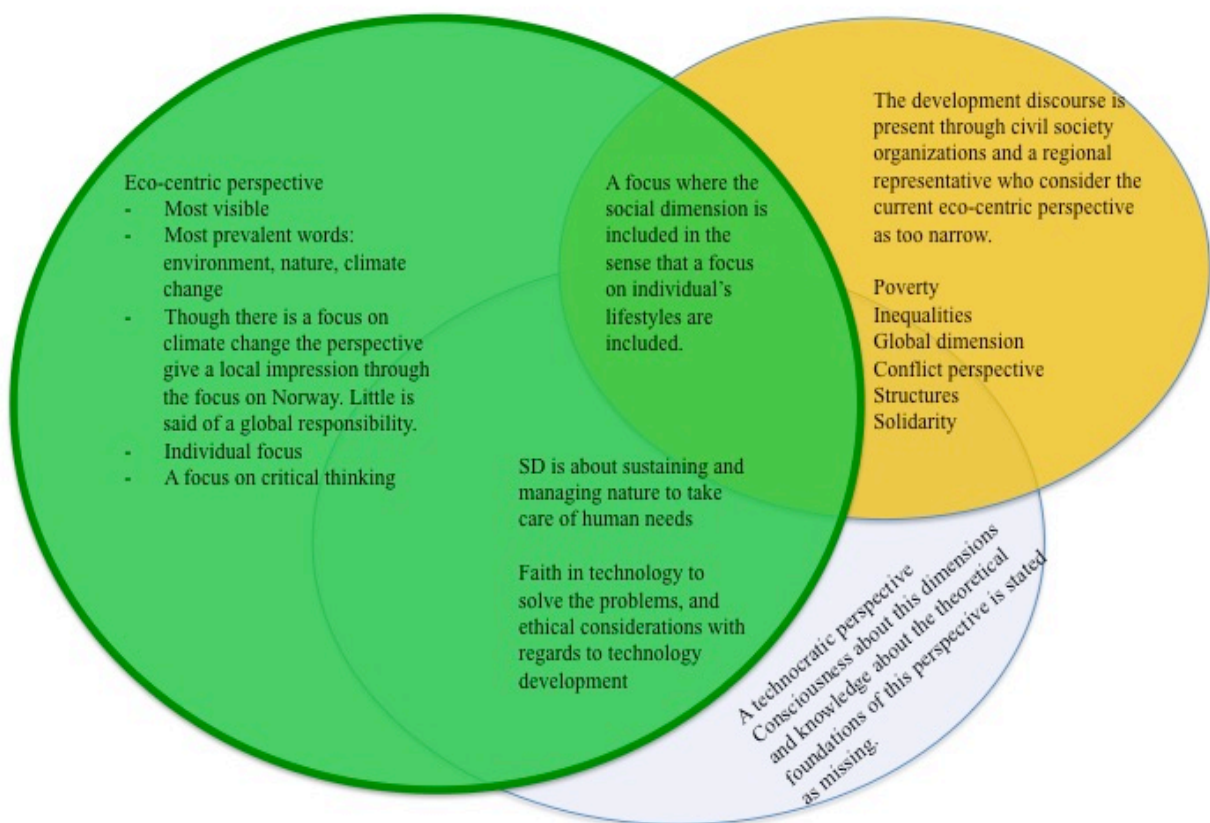 Eco-centric perspective
- Most visible
- Most prevalent words:
environment, nature, climate
change
- Though there is a focus on
climate change the perspective
give a local impression through
the focus on Norway. Little is
said of a global responsibility.
- Individual focus
- A focus on critical thinking
A focus where the
social dimension is
included in the
sense that a focus
on individual's
lifestyles are
included.
The development discourse is
present through civil society
organizations and a regional
representative who consider the
current eco-centric perspective
as too narrow.
Poverty
Inequalities
Global dimension
Conflict perspective
Structures
Solidarity
SD is about sustaining and
managing nature to take
care of human needs
Faith in technology to
solve the problems, and
ethical considerations with
regards to technology
development
A technocratic perspective
Consciousness about this dimensions
and knowledge about the theoretical
foundations of this perspective is stated
as missing.